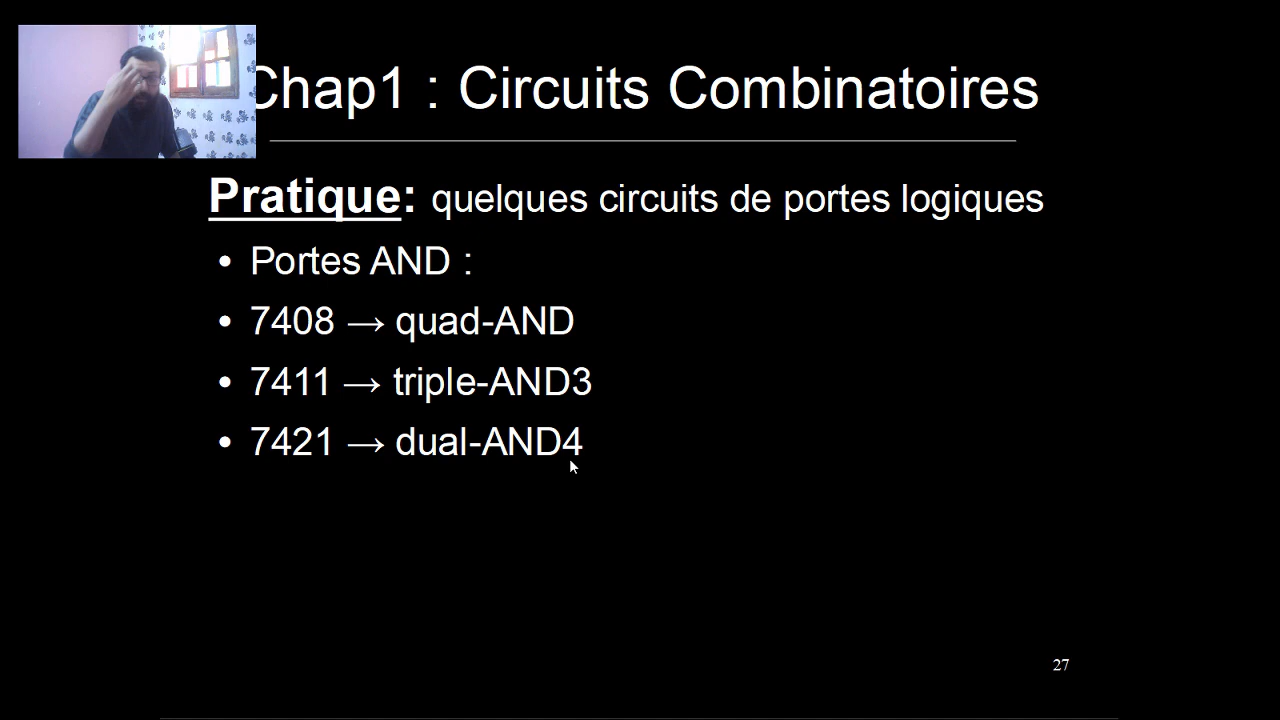 Chap1 : Circuits Combinatoires
Pratique: quelques circuits de portes logiques
• Portes AND :
• 7408 → quad-AND
• 7411 → triple-AND3
• 7421 → dual-AND4
27